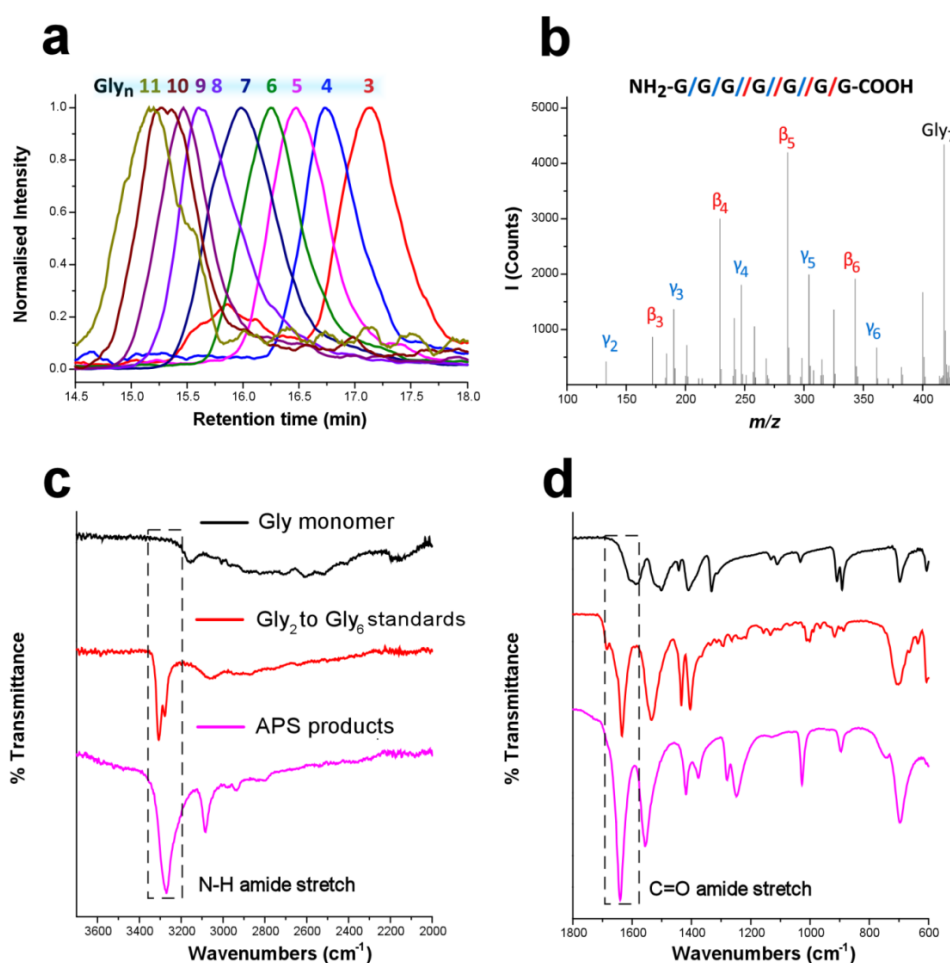 a
Glyn 11 10 9 8 7 6 5 4 3
Normalised Intensity
1.0
0.8
0.6
0.4
0.2
0.0
14.5 15.0 15.5 16.0 16.5 17.0 17.5 18.0
Retention time (min)
b
NH₂-G/G/G//G//G//G/G-COOH
I (Counts)
5000
4000
3000
2000
1000
γ₂
β₃
γ₃
β₄
γ₄
β₅
γ₅
β₆
γ₆
100 150 200 250 300 350 400
m/z
c
Gly monomer
Gly₂ to Gly₆ standards
APS products
N-H amide stretch
% Transmittance
3600 3400 3200 3000 2800 2600 2400 2200 2000
Wavenumbers (cm⁻¹)
d
C=O amide stretch
% Transmittance
1800 1600 1400 1200 1000 800 600
Wavenumbers (cm⁻¹)